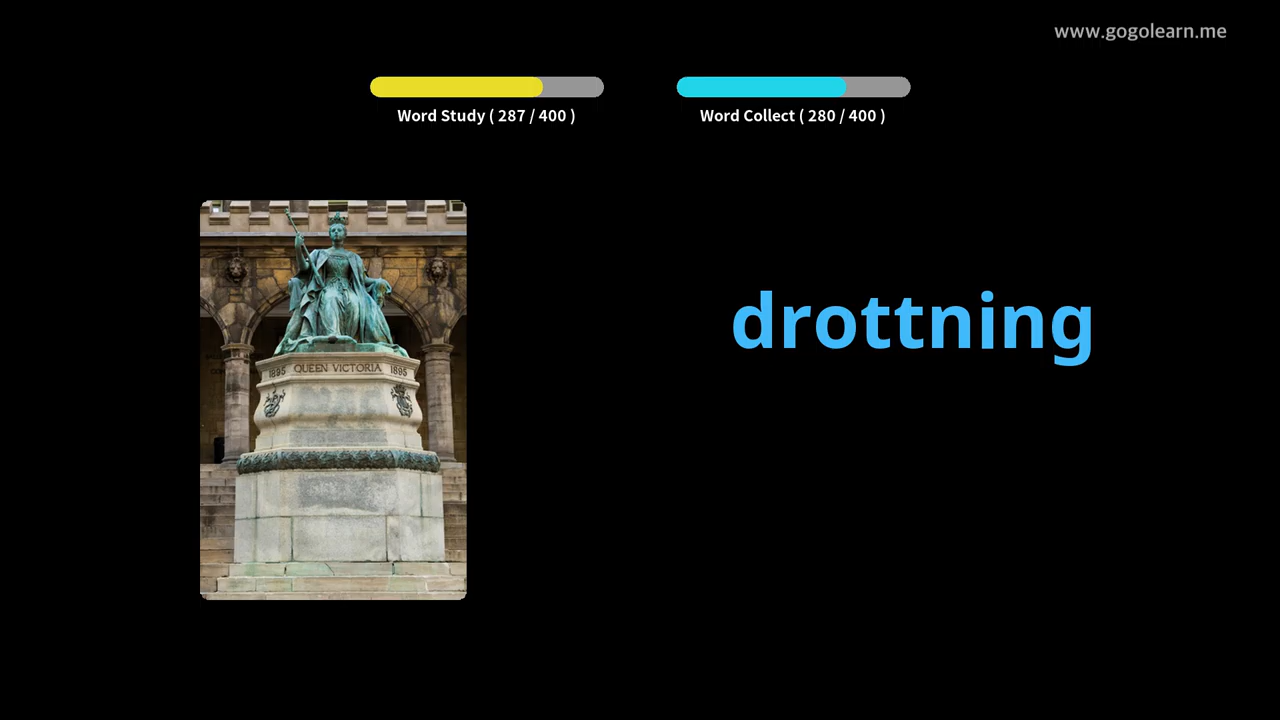 www.gogolearn.me
Word Study ( 287 / 400 )
Word Collect ( 280 / 400 )
drottning
1895 QUEEN VICTORIA 1895